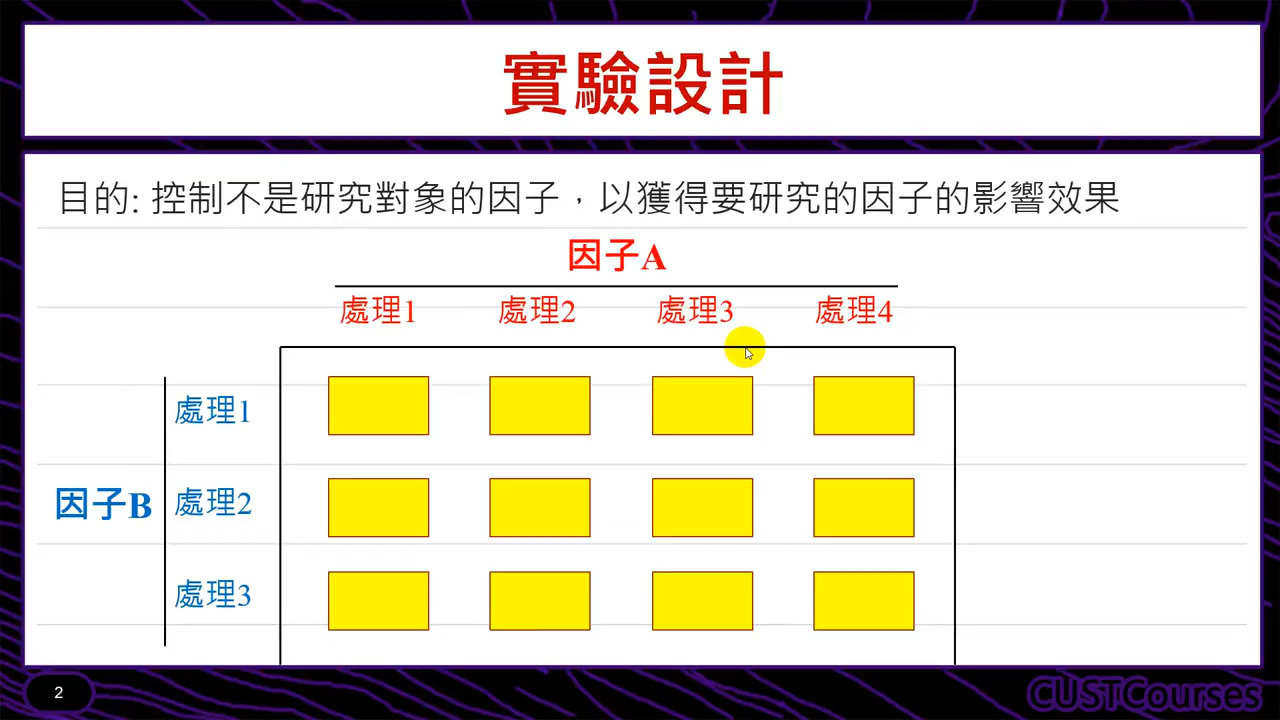 實驗設計
目的: 控制不是研究對象的因子，以獲得要研究的因子的影響效果
因子A
處理1 處理2 處理3 處理4
處理1
因子B 處理2
處理3
2
CUSTCourses